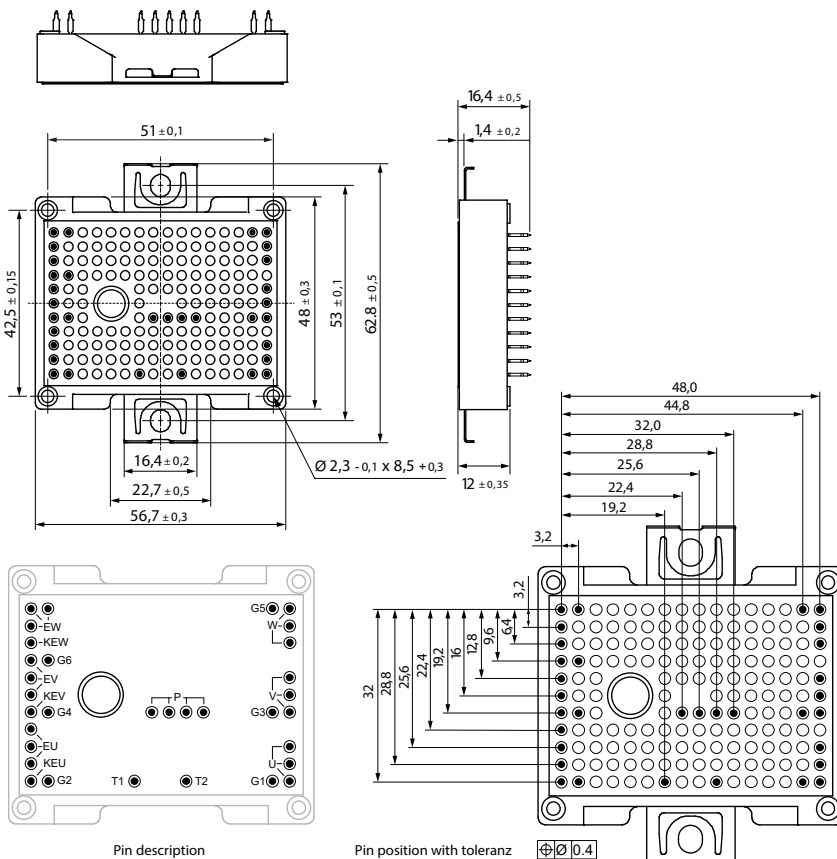 16,4 ±0,5
1,4 ±0,2
51 ±0,1
42,5 ± 0,15
48 ±0,3
53 ±0,1
62,8 ± 0,5
16,4 ±0,2
22,7 ±0,5
56,7 ±0,3
Ø 2,3 -0,1 x 8,5 +0,3
12 ±0,35
48,0
44,8
32,0
28,8
25,6
22,4
19,2
3,2
3,2
6,4
9,6
12,8
16
19,2
22,4
25,6
28,8
32
EW
KEW
G6
EV
KEV
G4
EU
KEU
G2
T1
T2
P
G5
W
V
G3
U
G1
Pin description
Pin position with toleranz
Ø 0.4